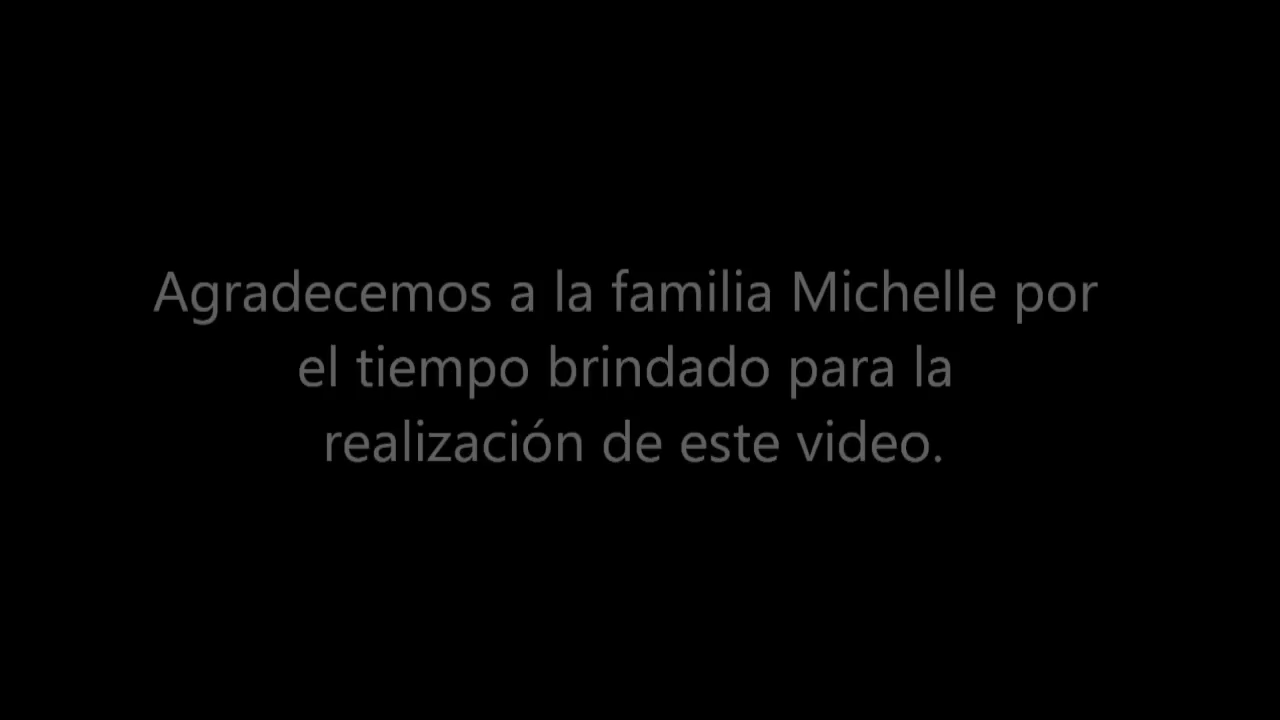 Agradecemos a la familia Michelle por
el tiempo brindado para la
realización de este video.